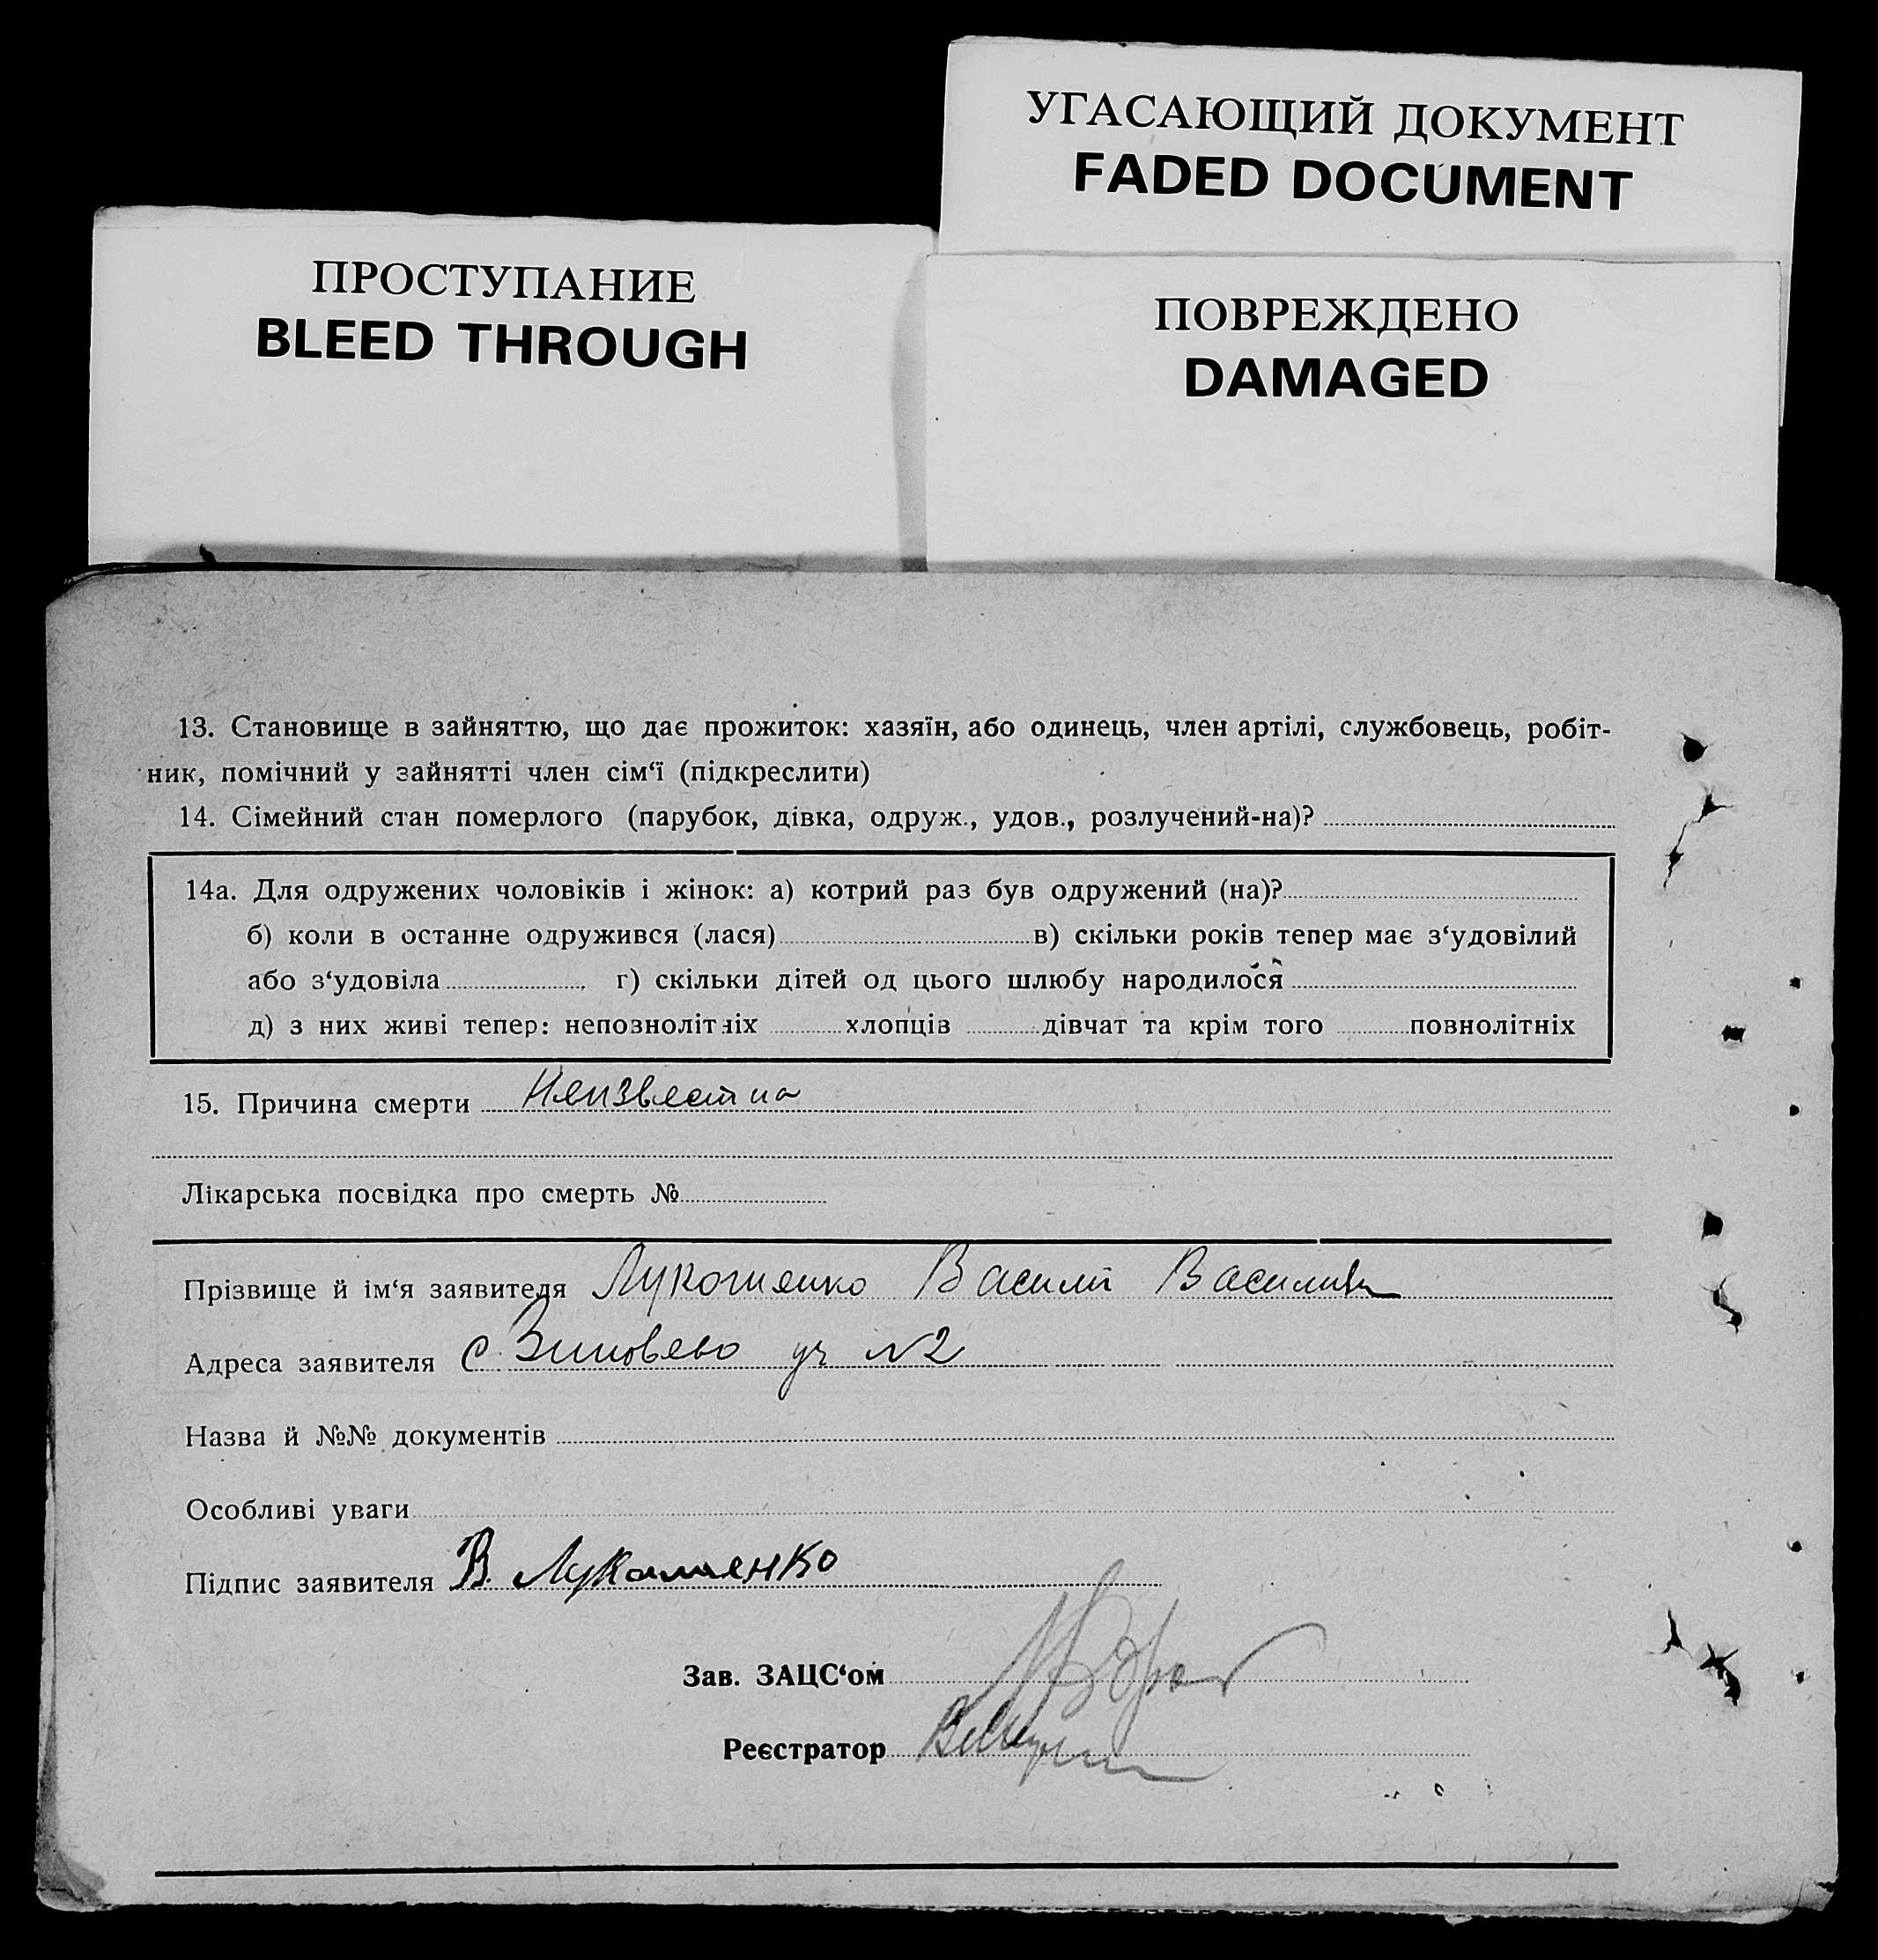 УГАСАЮЩИЙ ДОКУМЕНТ
FADED DOCUMENT
ПРОСТУПАНИЕ
BLEED THROUGH
ПОВРЕЖДЕНО
DAMAGED
13. Становище в зайняттю, що дає прожиток: хазяїн, або одинець, член артілі, службовець, робіт-
ник, помічний у зайнятті член сім‘ї (підкреслити)
14. Сімейний стан померлого (парубок, дівка, одруж., удов., розлучений-на)?
14а. Для одружених чоловіків і жінок: а) котрий раз був одружений (на)?
б) коли в останне одружився (лася) в) скільки років тепер має з‘удовілий
або з‘удовіла г) скільки дітей од цього шлюбу народилося
д) з них живі тепер: непознолітніх хлопців дівчат та крім того повнолітніх
15. Причина смерти Неизвестна
Лікарська посвідка про смерть №
Прізвище й ім‘я заявителя Лукошенко Василий
Адреса заявителя с Зиновьево уч N2
Назва й №№ документів
Особливі уваги
Підпис заявителя В. Лукашенко
Зав. ЗАЦС‘ом
Реєстратор